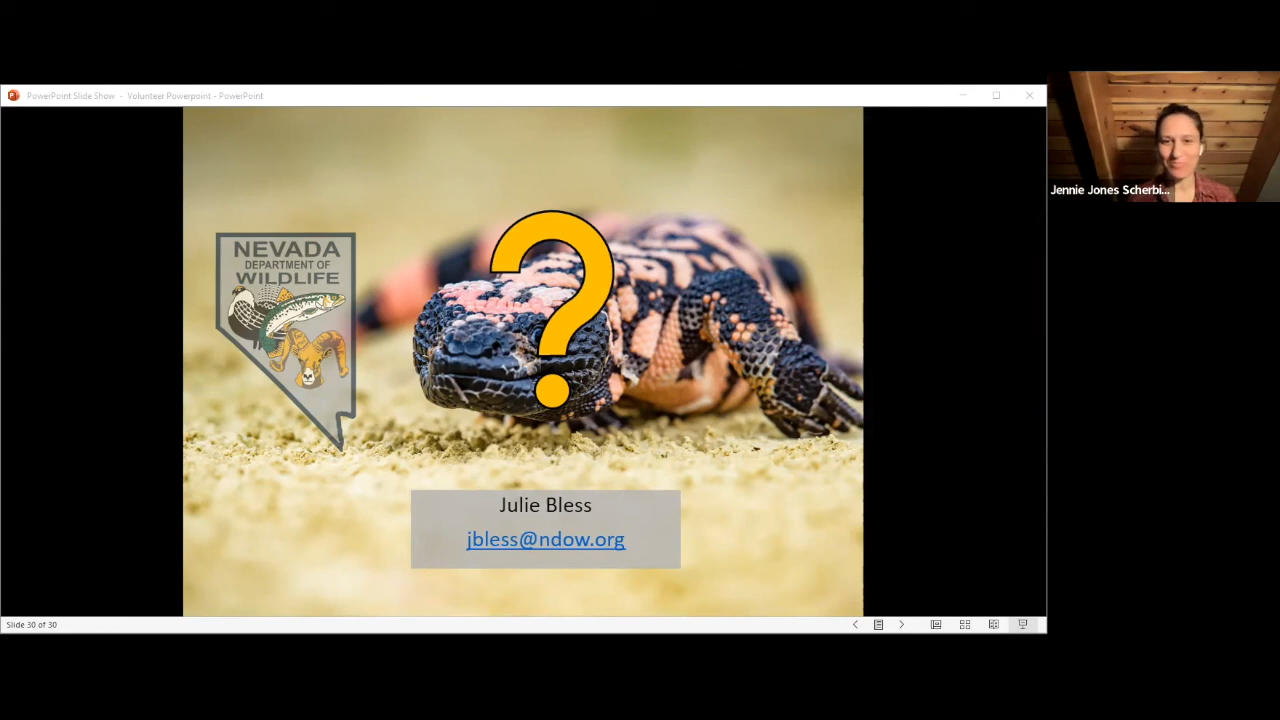 PowerPoint Slide Show - Volunteer Powerpoint - PowerPoint
Jennie Jones Scherbi...
NEVADA
DEPARTMENT OF
WILDLIFE
?
Julie Bless
jbless@ndow.org
Slide 30 of 30